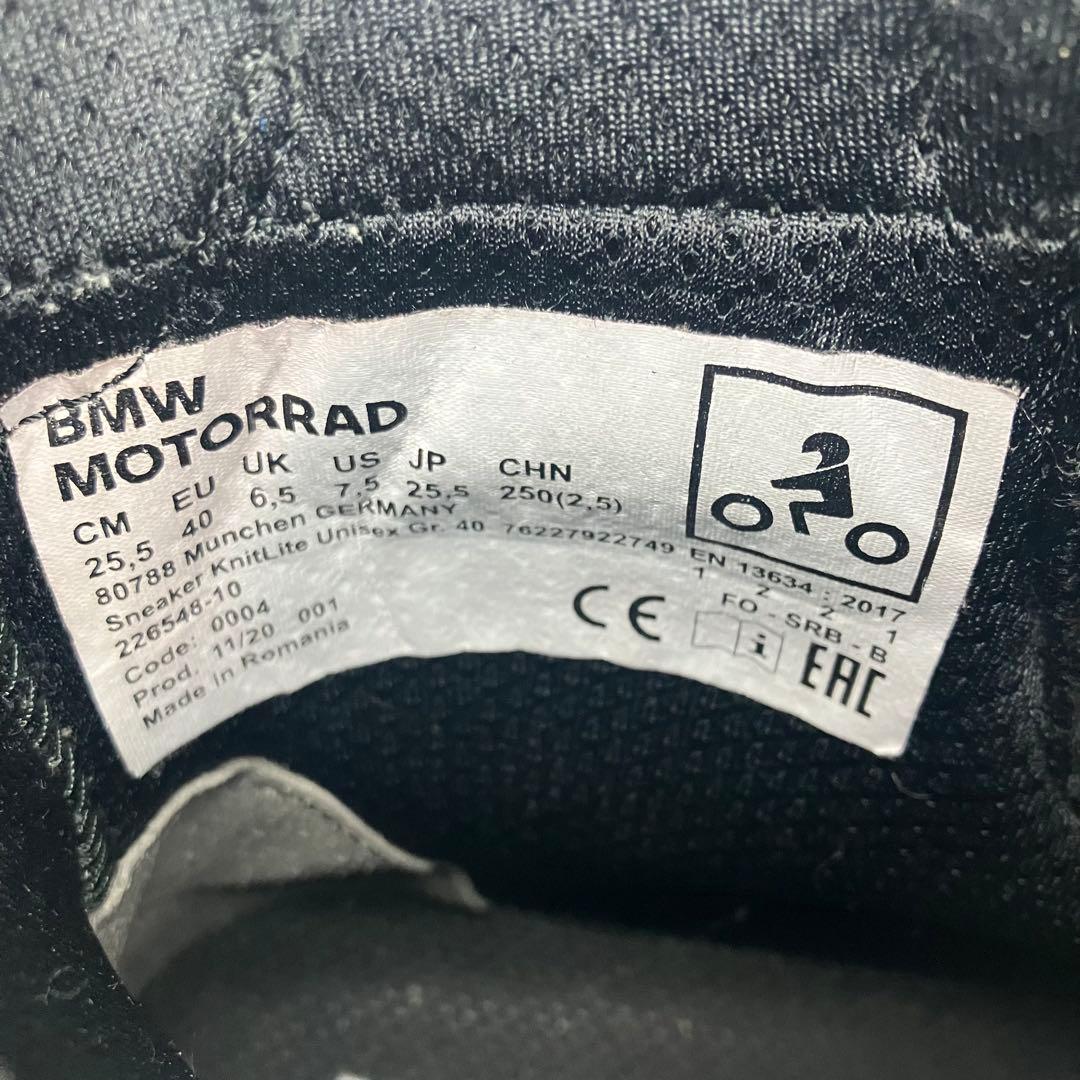 BMW
MOTORRAD
CM EU UK US JP CHN
25,5 40 6,5 7,5 25,5 250(2,5)
80788 Munchen GERMANY
Sneaker KnitLite Unisex Gr. 40 76227922749
226548-10
Code: 0004
Prod. 11/20 001
Made in Romania
EN 13634 : 2017
1 2 2 1
FO - SRB - B
CE
i
EAC